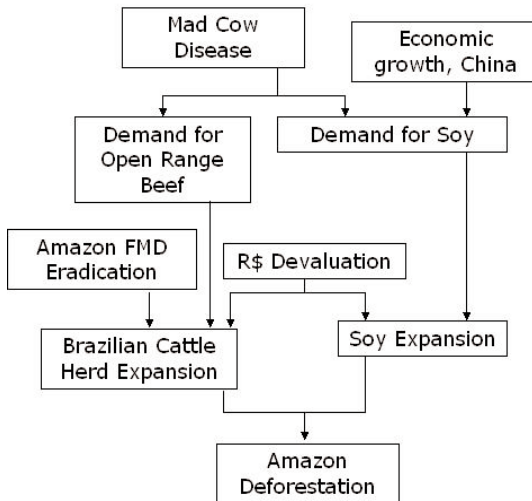 Mad Cow
Disease
Economic
growth, China
Demand for
Open Range
Beef
Demand for Soy
Amazon FMD
Eradication
R$ Devaluation
Brazilian Cattle
Herd Expansion
Soy Expansion
Amazon
Deforestation